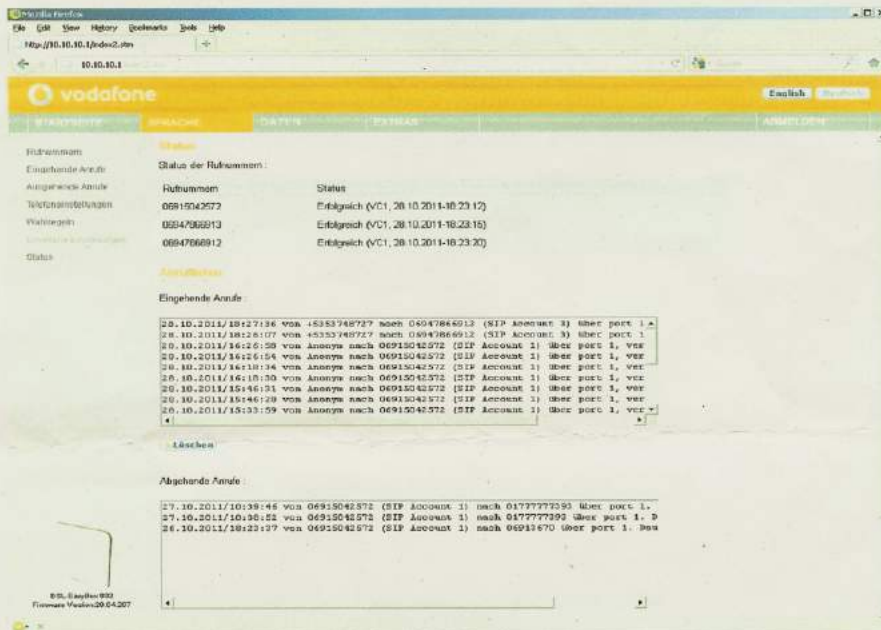 Mozilla Firefox
File Edit View History Bookmarks Tools Help
http://10.10.10.1/index2.stm
10.10.10.1
vodafone
English
STARTSEITE SPRACHE DATEN EXTRAS ABMELDEN
Rufnummern
Eingehende Anrufe
Ausgehende Anrufe
Telefoneinstellungen
Wahlregeln
Status
Status
Status der Rufnummern :
Rufnummern Status
06915042572 Erfolgreich (VC1, 28.10.2011-18:23:12)
06947866913 Erfolgreich (VC1, 28.10.2011-18:23:15)
06947866912 Erfolgreich (VC1, 28.10.2011-18:23:20)
Anruflisten
Eingehende Anrufe :
28.10.2011/18:27:36 von +5353748727 nach 06947866912 (SIP Account 3) über port 1
28.10.2011/18:26:07 von +5353748727 nach 06947866912 (SIP Account 3) über port 1
28.10.2011/16:26:58 von Anonym nach 06915042572 (SIP Account 1) über port 1, ver
28.10.2011/16:26:54 von Anonym nach 06915042572 (SIP Account 1) über port 1, ver
28.10.2011/16:18:34 von Anonym nach 06915042572 (SIP Account 1) über port 1, ver
28.10.2011/16:18:30 von Anonym nach 06915042572 (SIP Account 1) über port 1, ver
28.10.2011/15:46:31 von Anonym nach 06915042572 (SIP Account 1) über port 1, ver
28.10.2011/15:46:28 von Anonym nach 06915042572 (SIP Account 1) über port 1, ver
28.10.2011/15:33:59 von Anonym nach 06915042572 (SIP Account 1) über port 1, ver
Löschen
Abgehende Anrufe :
27.10.2011/10:39:46 von 06915042572 (SIP Account 1) nach 01777777393 über port 1.
27.10.2011/10:38:52 von 06915042572 (SIP Account 1) nach 0177777393 über port 1. D
26.10.2011/18:23:37 von 06915042572 (SIP Account 1) nach 06913670 über port 1. Dau
DSL-EasyBox 803
Firmware Version:20.04.207